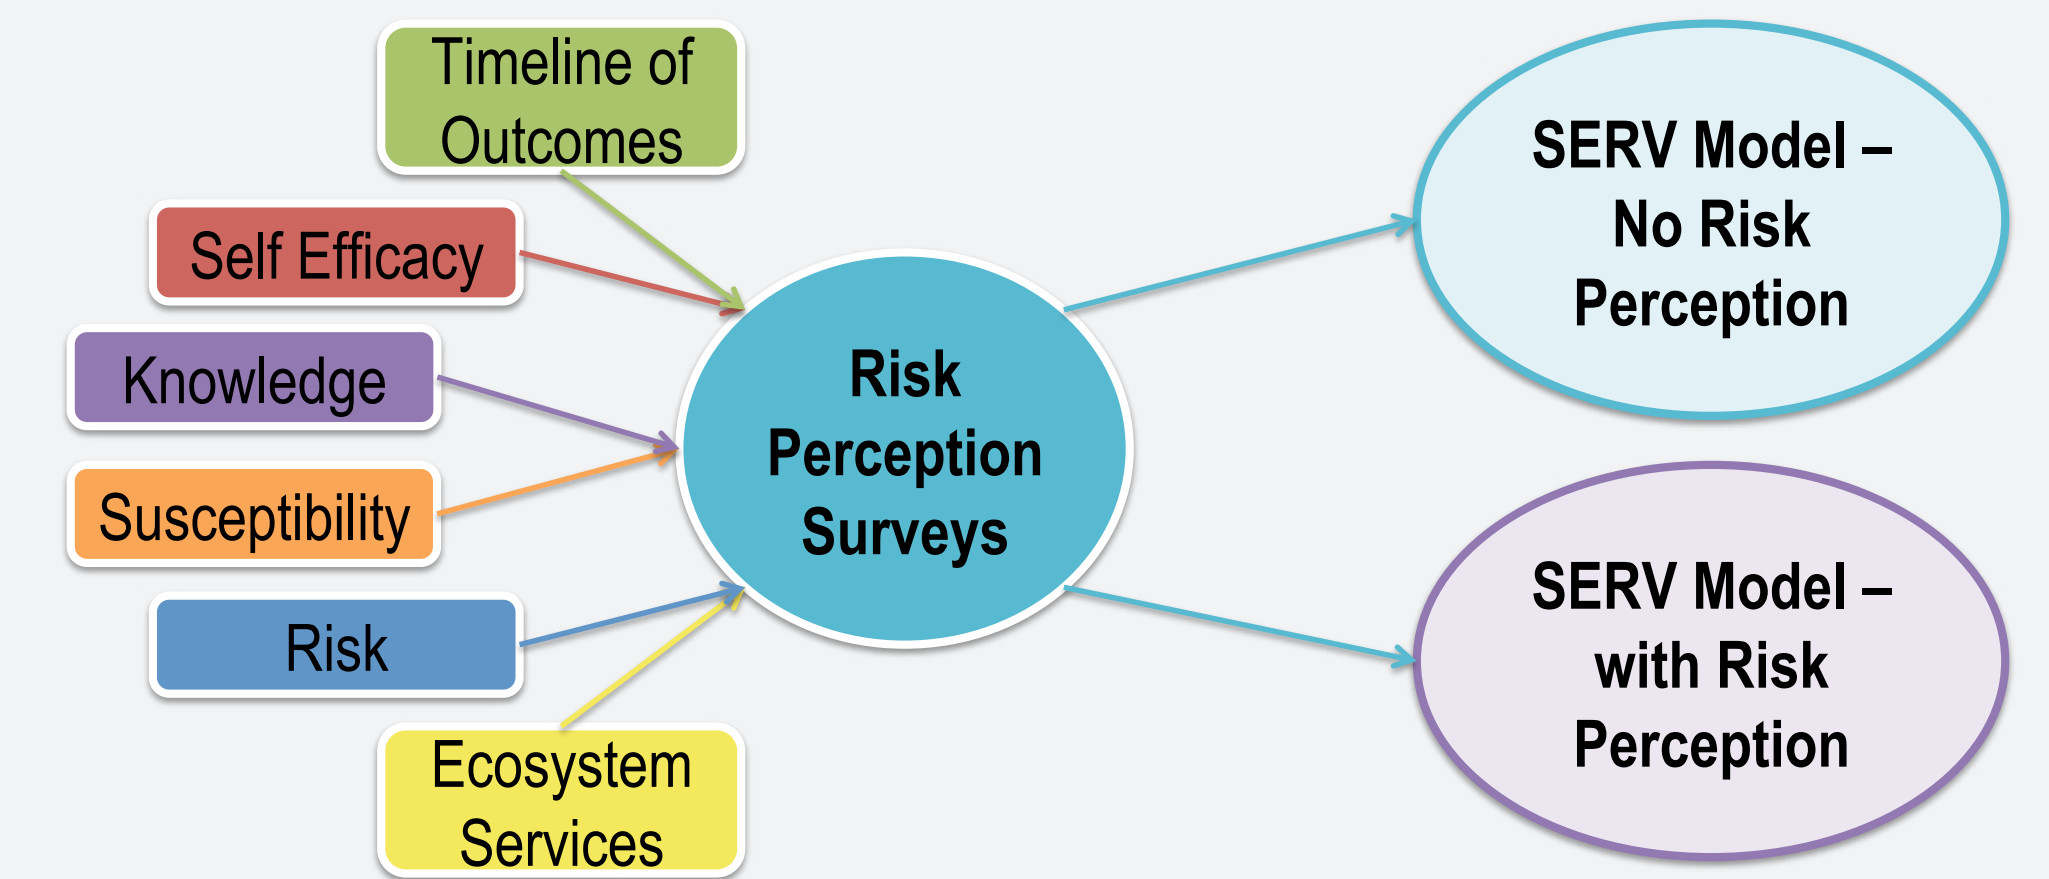 Timeline of
Outcomes
Self Efficacy
Knowledge
Susceptibility
Risk
Ecosystem
Services
Risk
Perception
Surveys
SERV Model –
No Risk
Perception
SERV Model –
with Risk
Perception